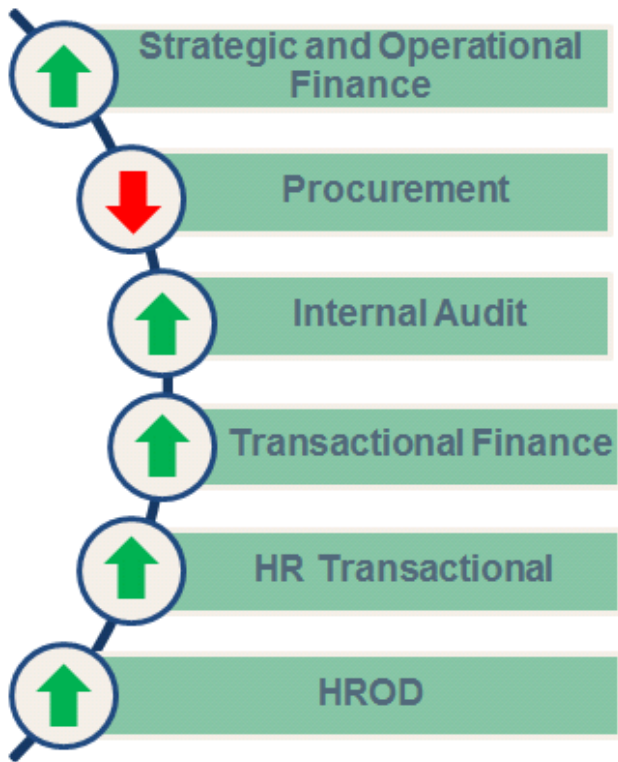 Strategic and Operational
Finance
Procurement
Internal Audit
Transactional Finance
HR Transactional
HROD